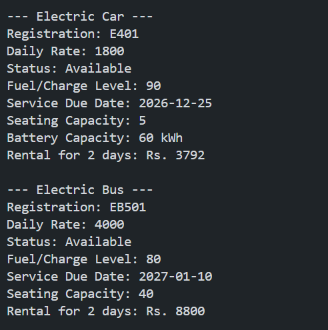 --- Electric Car ---
Registration: E401
Daily Rate: 1800
Status: Available
Fuel/Charge Level: 90
Service Due Date: 2026-12-25
Seating Capacity: 5
Battery Capacity: 60 kWh
Rental for 2 days: Rs. 3792

--- Electric Bus ---
Registration: EB501
Daily Rate: 4000
Status: Available
Fuel/Charge Level: 80
Service Due Date: 2027-01-10
Seating Capacity: 40
Rental for 2 days: Rs. 8800